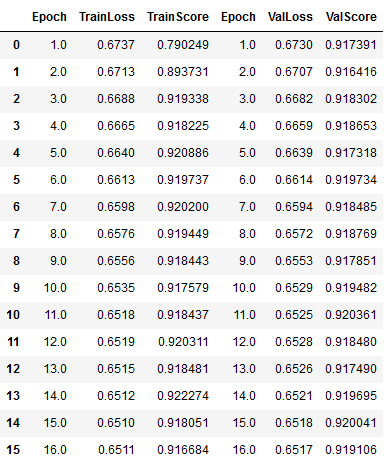 Epoch TrainLoss TrainScore Epoch ValLoss ValScore
0 1.0 0.6737 0.790249 1.0 0.6730 0.917391
1 2.0 0.6713 0.893731 2.0 0.6707 0.916416
2 3.0 0.6688 0.919338 3.0 0.6682 0.918302
3 4.0 0.6665 0.918225 4.0 0.6659 0.918653
4 5.0 0.6640 0.920886 5.0 0.6639 0.917318
5 6.0 0.6613 0.919737 6.0 0.6614 0.919734
6 7.0 0.6598 0.920200 7.0 0.6594 0.918485
7 8.0 0.6576 0.919449 8.0 0.6572 0.918769
8 9.0 0.6556 0.918443 9.0 0.6553 0.917851
9 10.0 0.6535 0.917579 10.0 0.6529 0.919482
10 11.0 0.6518 0.918437 11.0 0.6525 0.920361
11 12.0 0.6519 0.920311 12.0 0.6528 0.918480
12 13.0 0.6515 0.918481 13.0 0.6526 0.917490
13 14.0 0.6512 0.922274 14.0 0.6521 0.919695
14 15.0 0.6510 0.918051 15.0 0.6518 0.920041
15 16.0 0.6511 0.916684 16.0 0.6517 0.919106